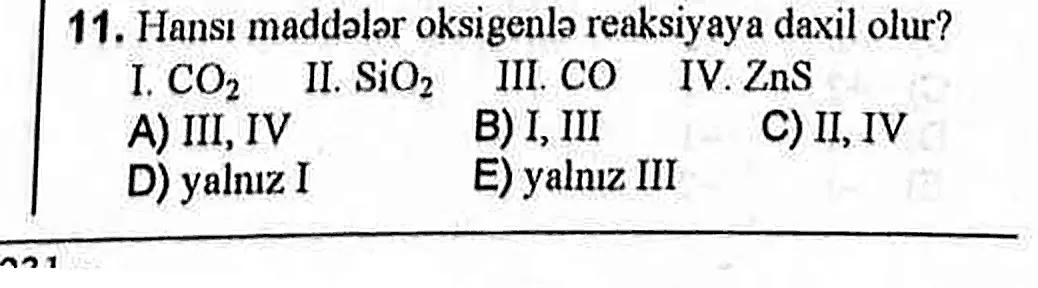 11. Hansı maddələr oksigenlə reaksiyaya daxil olur?
I. CO₂ II. SiO₂ III. CO IV. ZnS
A) III, IV B) I, III C) II, IV
D) yalnız I E) yalnız III